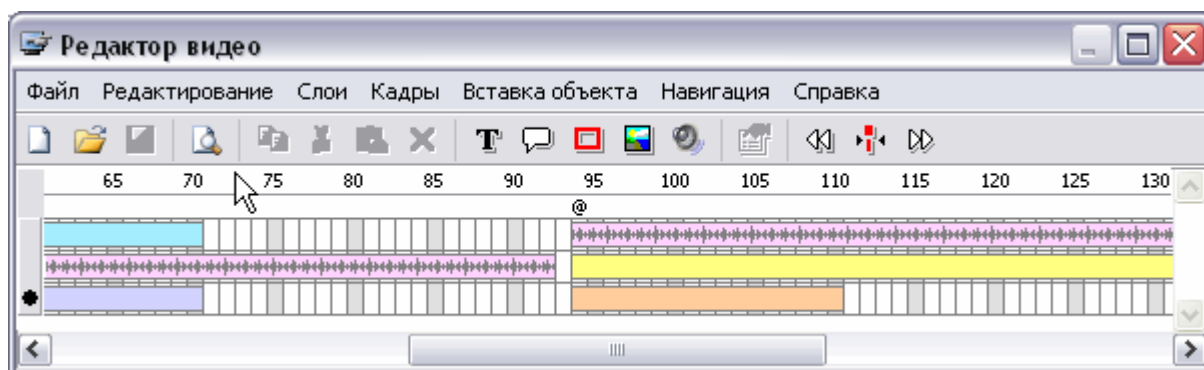 Редактор видео
Файл Редактирование Слои Кадры Вставка объекта Навигация Справка
T
65 70 75 80 85 90 95 100 105 110 115 120 125 130
@